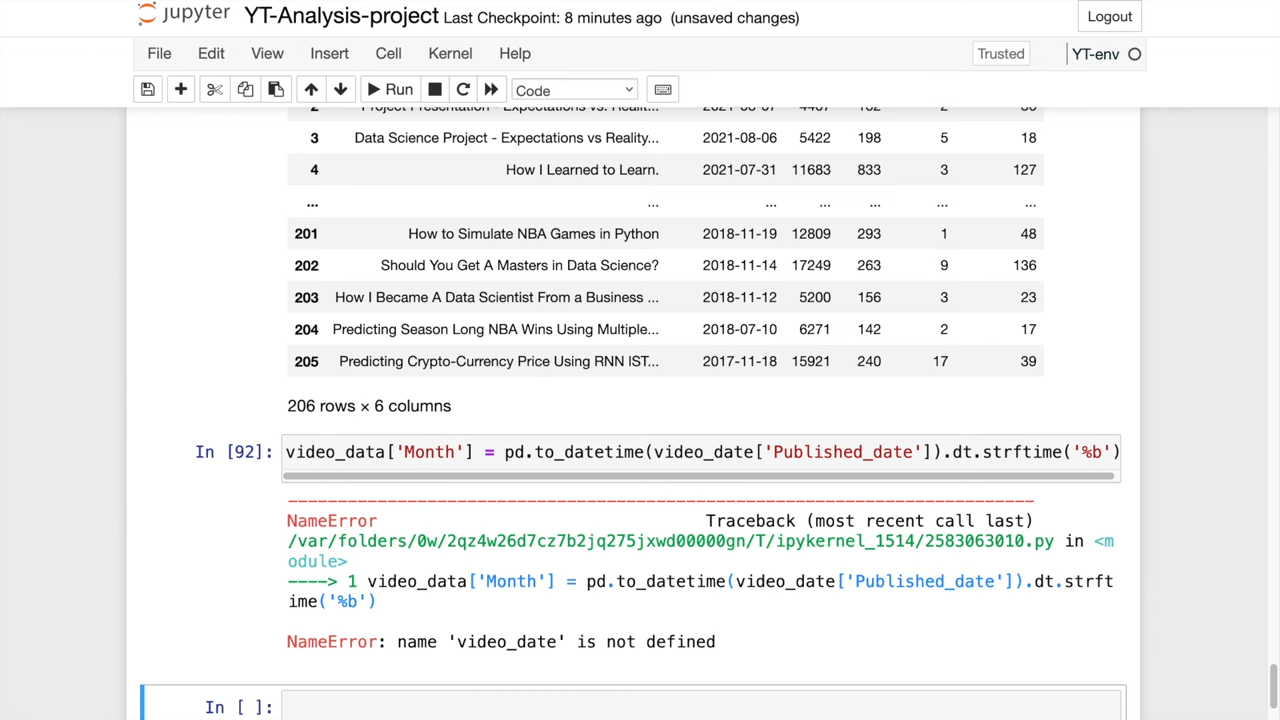 jupyter YT-Analysis-project Last Checkpoint: 8 minutes ago (unsaved changes) Logout
File Edit View Insert Cell Kernel Help Trusted YT-env
Run Code
3 Data Science Project - Expectations vs Reality... 2021-08-06 5422 198 5 18
4 How I Learned to Learn. 2021-07-31 11683 833 3 127
... ... ... ... ... ... ...
201 How to Simulate NBA Games in Python 2018-11-19 12809 293 1 48
202 Should You Get A Masters in Data Science? 2018-11-14 17249 263 9 136
203 How I Became A Data Scientist From a Business ... 2018-11-12 5200 156 3 23
204 Predicting Season Long NBA Wins Using Multiple... 2018-07-10 6271 142 2 17
205 Predicting Crypto-Currency Price Using RNN lST... 2017-11-18 15921 240 17 39
206 rows × 6 columns
In [92]: video_data['Month'] = pd.to_datetime(video_date['Published_date']).dt.strftime('%b')
NameError Traceback (most recent call last)
/var/folders/0w/2qz4w26d7cz7b2jq275jxwd00000gn/T/ipykernel_1514/2583063010.py in <m
odule>
----> 1 video_data['Month'] = pd.to_datetime(video_date['Published_date']).dt.strft
ime('%b')
NameError: name 'video_date' is not defined
In [ ]: